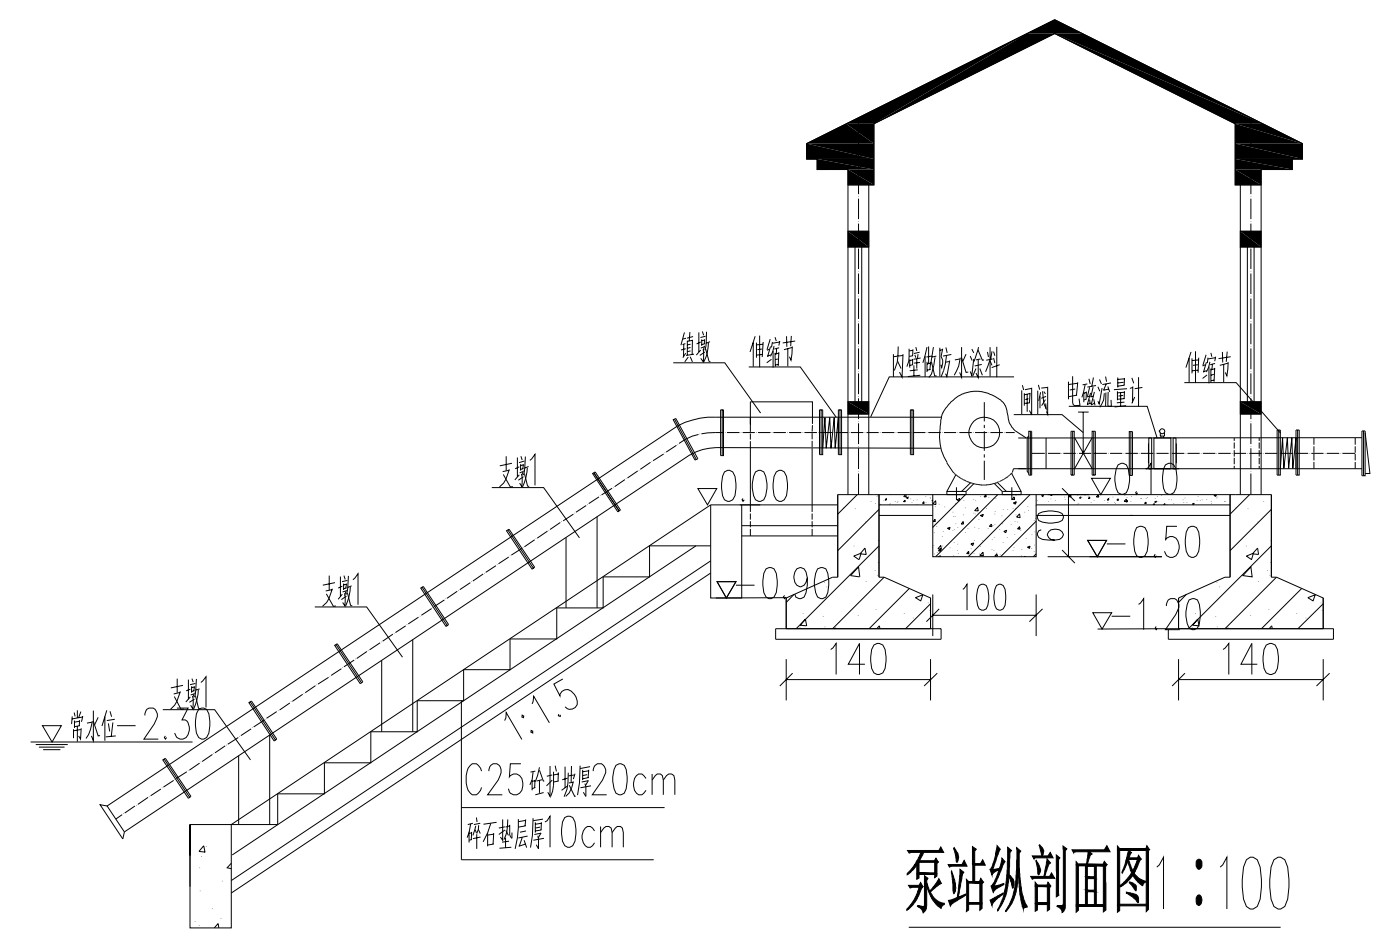 镇墩
伸缩节
内壁做防水涂料
闸阀
电磁流量计
伸缩节
支墩1
0.00
0.10
60
-0.50
支墩1
-0.90
100
-1.20
140
140
支墩1
常水位-2.30
1:1.5
C25砼护坡厚20cm
碎石垫层厚10cm
泵站纵剖面图1:100